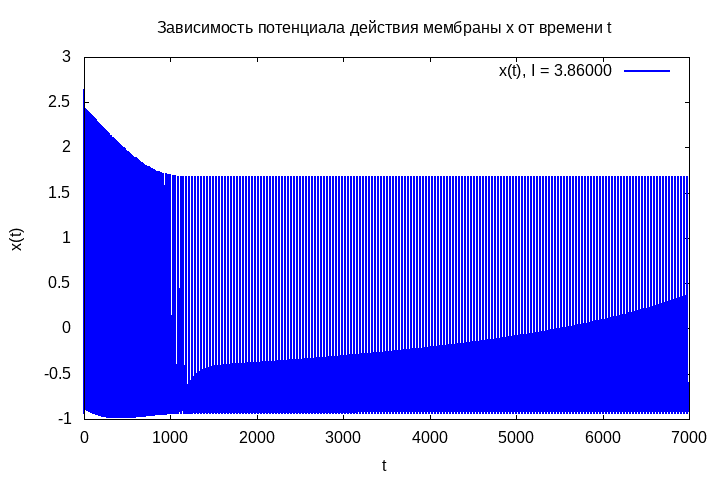 Зависимость потенциала действия мембраны x от времени t
x(t), I = 3.86000
3
2.5
2
1.5
1
0.5
0
-0.5
-1
x(t)
0 1000 2000 3000 4000 5000 6000 7000
t